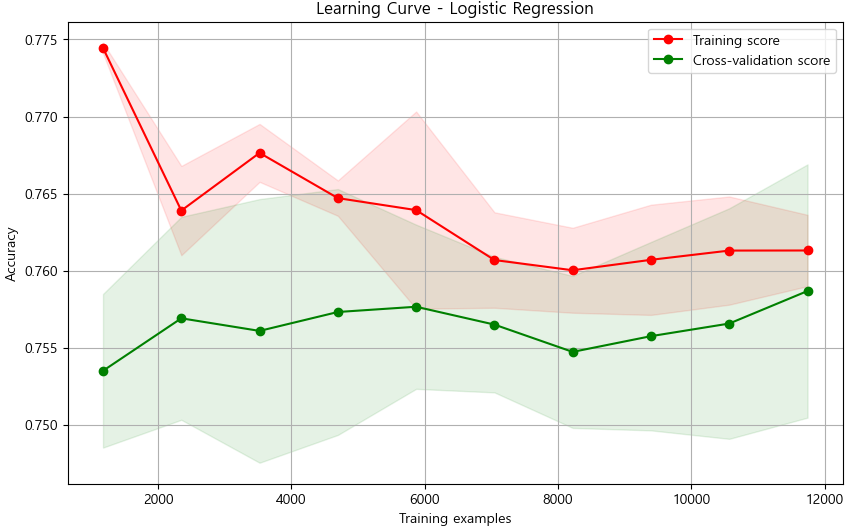 Learning Curve - Logistic Regression
Training score
Cross-validation score
0.775
0.770
0.765
0.760
0.755
0.750
Accuracy
2000
4000
6000
8000
10000
12000
Training examples